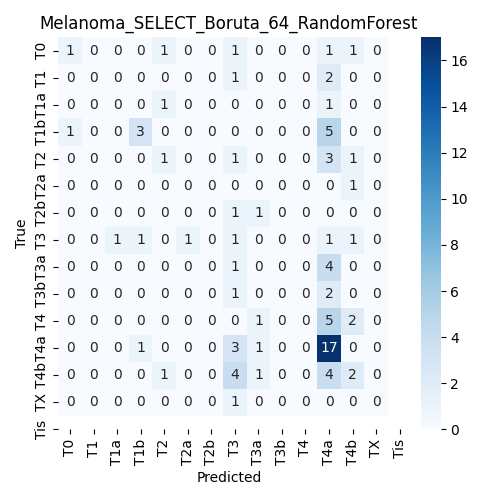 Melanoma_SELECT_Boruta_64_RandomForest
T0 1 0 0 0 1 0 0 1 0 0 0 1 1 0
T1 0 0 0 0 0 0 0 1 0 0 0 2 0 0
T1a 0 0 0 0 1 0 0 0 0 0 0 1 0 0
T1b 1 0 0 3 0 0 0 0 0 0 0 5 0 0
T2 0 0 0 0 1 0 0 1 0 0 0 3 1 0
T2a 0 0 0 0 0 0 0 0 0 0 0 0 1 0
T2b 0 0 0 0 0 0 0 1 1 0 0 0 0 0
T3 0 0 1 1 0 1 0 1 0 0 0 1 1 0
T3a 0 0 0 0 0 0 0 1 0 0 0 4 0 0
T3b 0 0 0 0 0 0 0 1 0 0 0 2 0 0
T4 0 0 0 0 0 0 0 0 1 0 0 5 2 0
T4a 0 0 0 1 0 0 0 3 1 0 0 17 0 0
T4b 0 0 0 0 1 0 0 4 1 0 0 4 2 0
TX 0 0 0 0 0 0 0 1 0 0 0 0 0 0
Tis
True
T0 T1 T1a T1b T2 T2a T2b T3 T3a T3b T4 T4a T4b TX Tis
Predicted
16
14
12
10
8
6
4
2
0